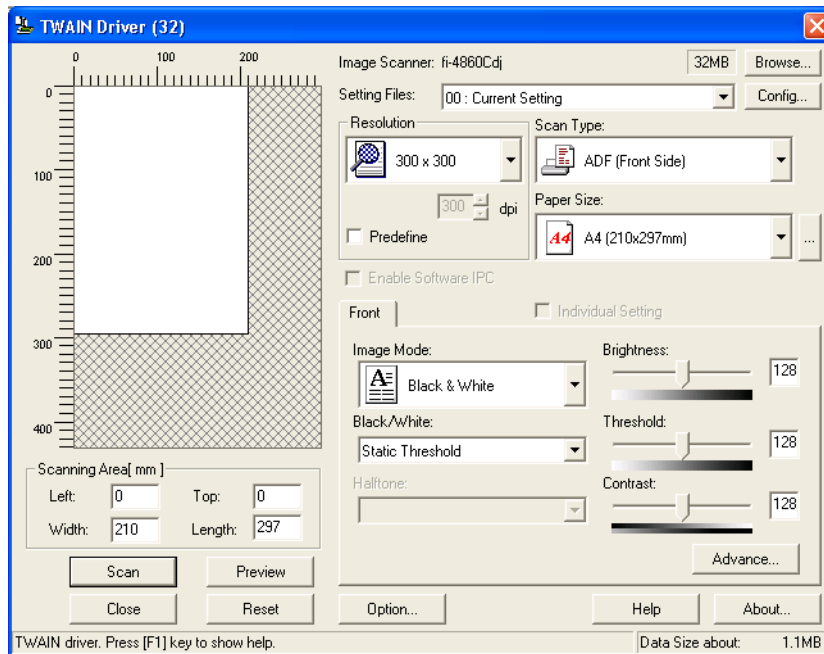 TWAIN Driver (32)
0 100 200
0
100
200
300
400
Image Scanner: fi-4860Cdj 32MB Browse...
Setting Files: 00 : Current Setting Config...
Resolution
300 x 300
300 dpi
Predefine
Scan Type:
ADF (Front Side)
Paper Size:
A4 A4 (210x297mm) ...
Enable Software IPC
Front Individual Setting
Image Mode:
Black & White
Black/White:
Static Threshold
Halftone:
Brightness:
128
Threshold:
128
Contrast:
128
Advance...
Scanning Area[ mm ]
Left: 0 Top: 0
Width: 210 Length: 297
Scan Preview
Close Reset Option... Help About...
TWAIN driver. Press [F1] key to show help. Data Size about: 1.1MB